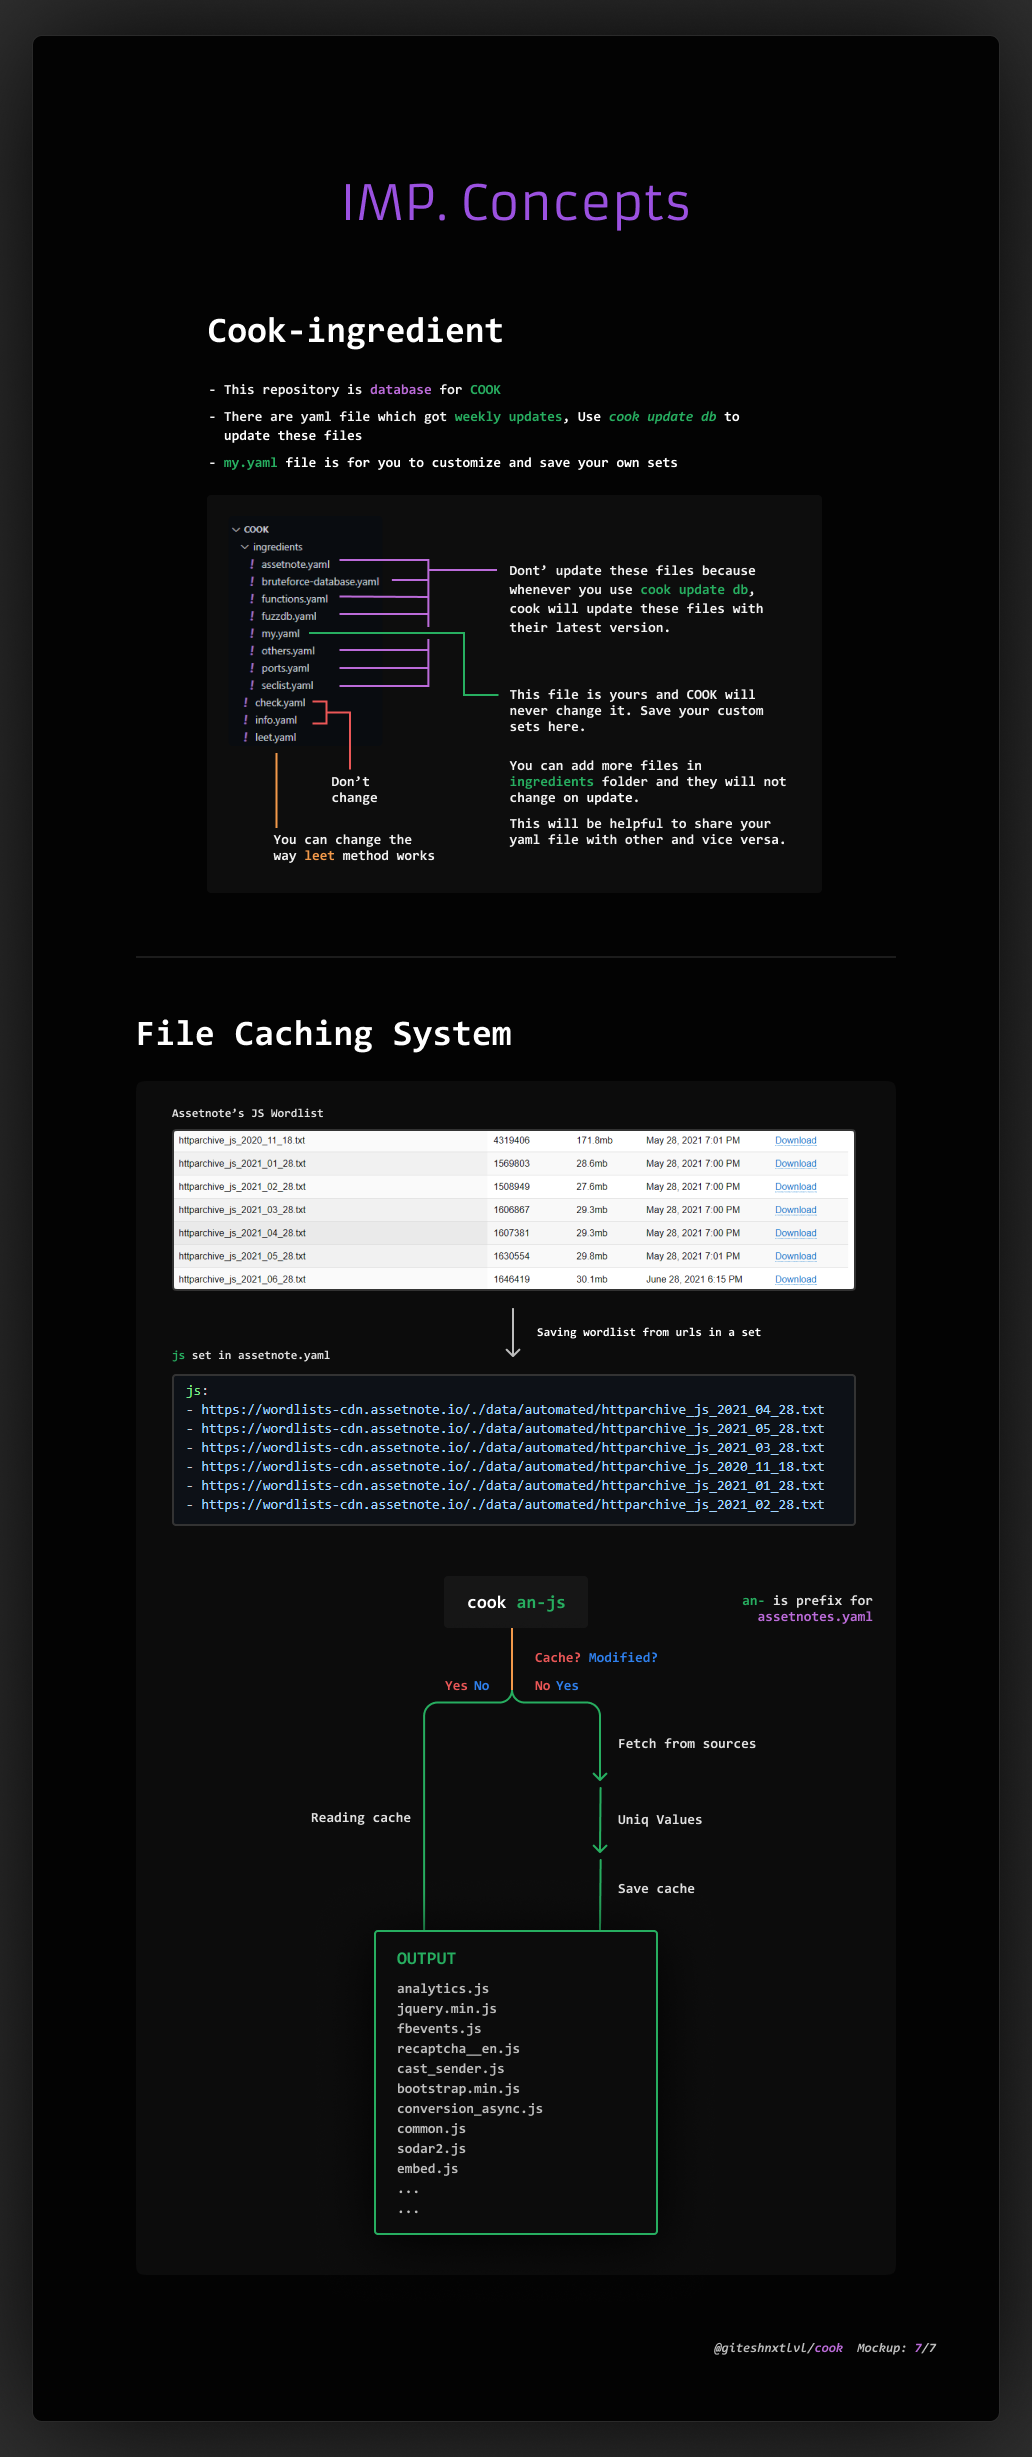 IMP. Concepts
Cook-ingredient
- This repository is database for COOK
- There are yaml file which got weekly updates, Use cook update db to
update these files
- my.yaml file is for you to customize and save your own sets
COOK
ingredients
! assetnote.yaml
! bruteforce-database.yaml
! functions.yaml
! fuzzdb.yaml
! my.yaml
! others.yaml
! ports.yaml
! seclist.yaml
! check.yaml
! info.yaml
! leet.yaml
Dont' update these files because
whenever you use cook update db,
cook will update these files with
their latest version.
This file is yours and COOK will
never change it. Save your custom
sets here.
You can add more files in
ingredients folder and they will not
change on update.
This will be helpful to share your
yaml file with other and vice versa.
Don't
change
You can change the
way leet method works
File Caching System
Assetnote's JS Wordlist
httparchive_js_2020_11_18.txt 4319406 171.8mb May 28, 2021 7:01 PM Download
httparchive_js_2021_01_28.txt 1569803 28.6mb May 28, 2021 7:00 PM Download
httparchive_js_2021_02_28.txt 1508949 27.6mb May 28, 2021 7:00 PM Download
httparchive_js_2021_03_28.txt 1606867 29.3mb May 28, 2021 7:00 PM Download
httparchive_js_2021_04_28.txt 1607381 29.3mb May 28, 2021 7:00 PM Download
httparchive_js_2021_05_28.txt 1630554 29.8mb May 28, 2021 7:01 PM Download
httparchive_js_2021_06_28.txt 1646419 30.1mb June 28, 2021 6:15 PM Download
Saving wordlist from urls in a set
js set in assetnote.yaml
js:
- https://wordlists-cdn.assetnote.io/./data/automated/httparchive_js_2021_04_28.txt
- https://wordlists-cdn.assetnote.io/./data/automated/httparchive_js_2021_05_28.txt
- https://wordlists-cdn.assetnote.io/./data/automated/httparchive_js_2021_03_28.txt
- https://wordlists-cdn.assetnote.io/./data/automated/httparchive_js_2020_11_18.txt
- https://wordlists-cdn.assetnote.io/./data/automated/httparchive_js_2021_01_28.txt
- https://wordlists-cdn.assetnote.io/./data/automated/httparchive_js_2021_02_28.txt
cook an-js
an- is prefix for
assetnotes.yaml
Cache? Modified?
Yes No
No Yes
Fetch from sources
Reading cache
Uniq Values
Save cache
OUTPUT
analytics.js
jquery.min.js
fbevents.js
recaptcha__en.js
cast_sender.js
bootstrap.min.js
conversion_async.js
common.js
sodar2.js
embed.js
...
...
@giteshnxtlvl/cook Mockup: 7/7